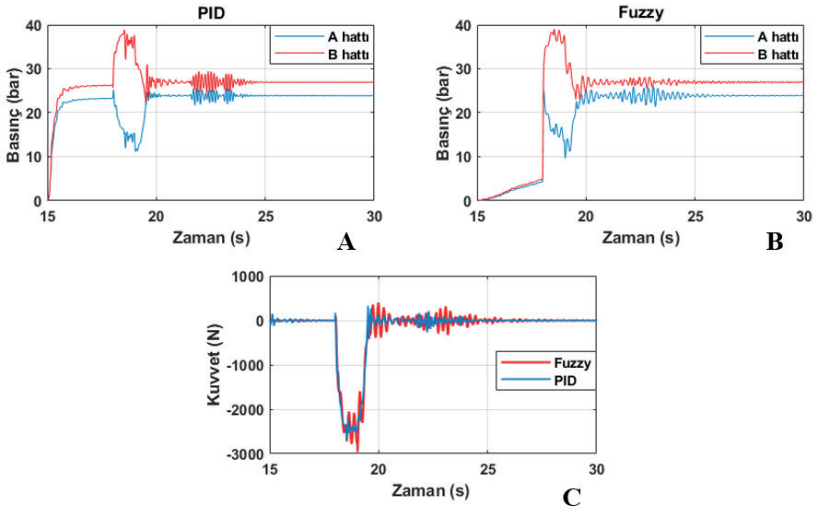 PID
40
30
20
10
0
Basınç (bar)
A hattı
B hattı
15
20
25
30
Zaman (s)
A
Fuzzy
40
30
20
10
0
Basınç (bar)
A hattı
B hattı
15
20
25
30
Zaman (s)
B
1000
0
-1000
-2000
-3000
Kuvvet (N)
Fuzzy
PID
15
20
25
30
Zaman (s)
C